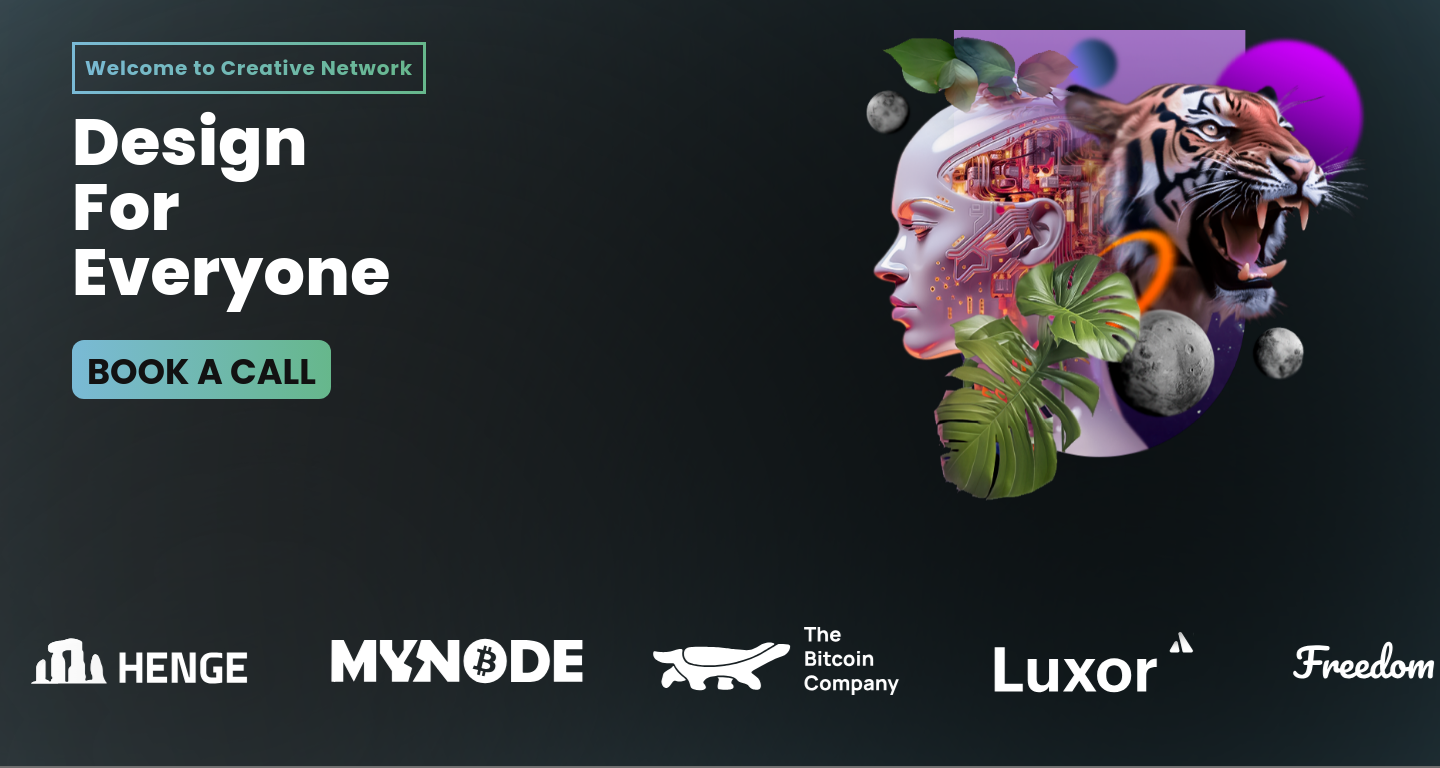 Welcome to Creative Network
Design
For
Everyone
BOOK A CALL
HENGE
MYNODE
The
Bitcoin
Company
Luxor
Freedom